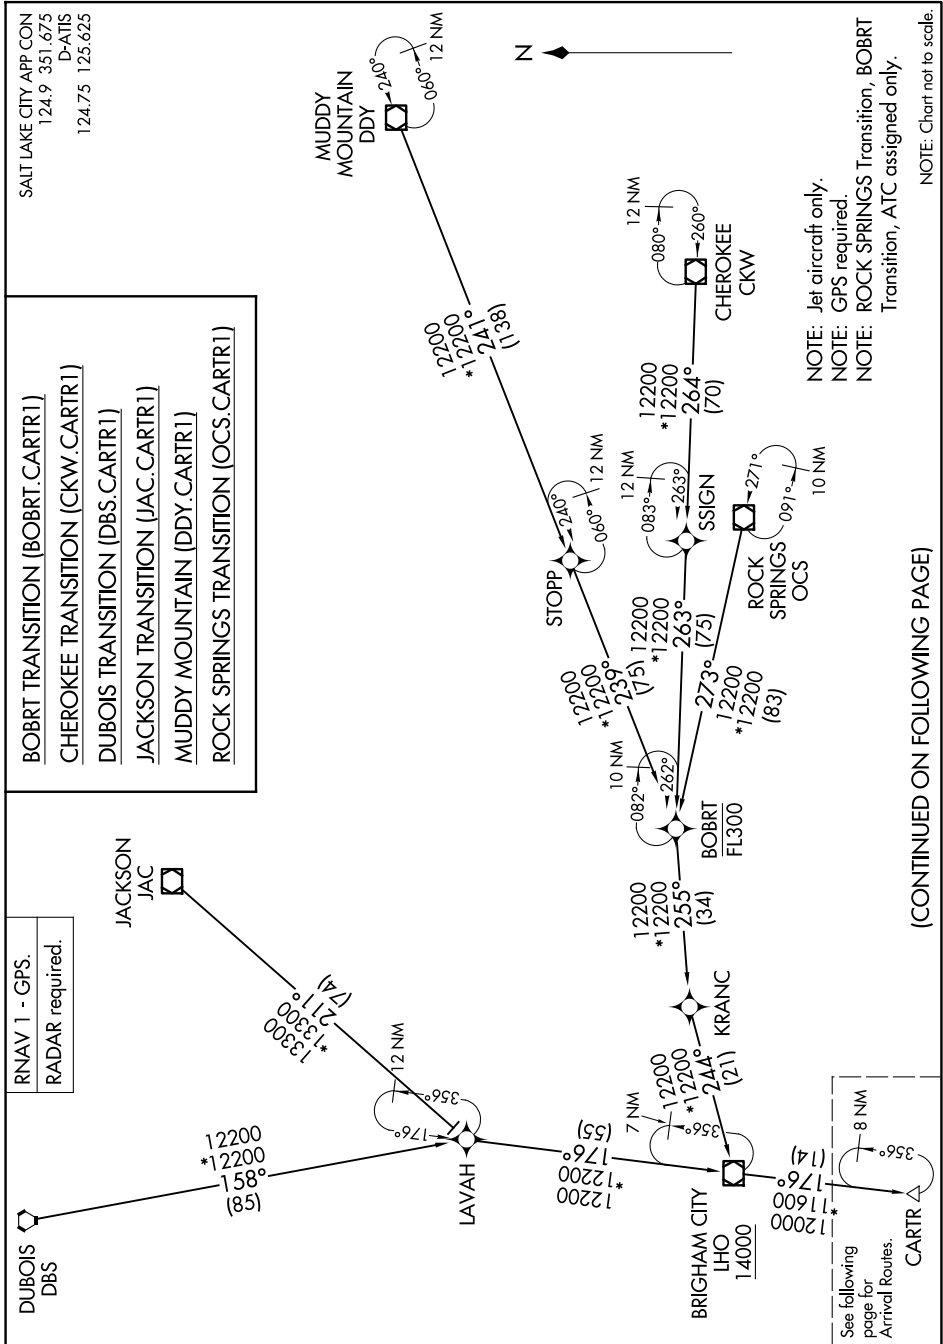 SALT LAKE CITY APP CON
124.9 351.675
D-ATIS
124.75 125.625
RNAV 1 - GPS.
RADAR required.
BOBRT TRANSITION (BOBRT.CARTR1)
CHEROKEE TRANSITION (CKW.CARTR1)
DUBOIS TRANSITION (DBS.CARTR1)
JACKSON TRANSITION (JAC.CARTR1)
MUDDY MOUNTAIN (DDY.CARTR1)
ROCK SPRINGS TRANSITION (OCS.CARTR1)
DUBOIS
DBS
12200
*12200
158°
(85)
JACKSON
JAC
13300
*13300
211°
(74)
12 NM
176°
356°
LAVAH
12200
*12200
176°
(55)
MUDDY
MOUNTAIN
DDY
240°
060°
12 NM
12200
*12200
241°
(138)
N
STOPP
240°
060°
12 NM
12200
*12200
239°
(75)
CHEROKEE
CKW
12 NM
080°
260°
12200
*12200
264°
(70)
SSIGN
12 NM
083°
263°
12200
*12200
263°
(75)
ROCK
SPRINGS
OCS
271°
091°
10 NM
273°
12200
*12200
(83)
BOBRT
FL300
10 NM
082°
262°
12200
*12200
255°
(34)
KRANC
12200
*12200
244°
(21)
BRIGHAM CITY
LHO
14000
7 NM
356°
12000
*11600
176°
(14)
CARTR
8 NM
356°
See following
page for
Arrival Routes.
NOTE: Jet aircraft only.
NOTE: GPS required.
NOTE: ROCK SPRINGS Transition, BOBRT
Transition, ATC assigned only.
NOTE: Chart not to scale.
(CONTINUED ON FOLLOWING PAGE)